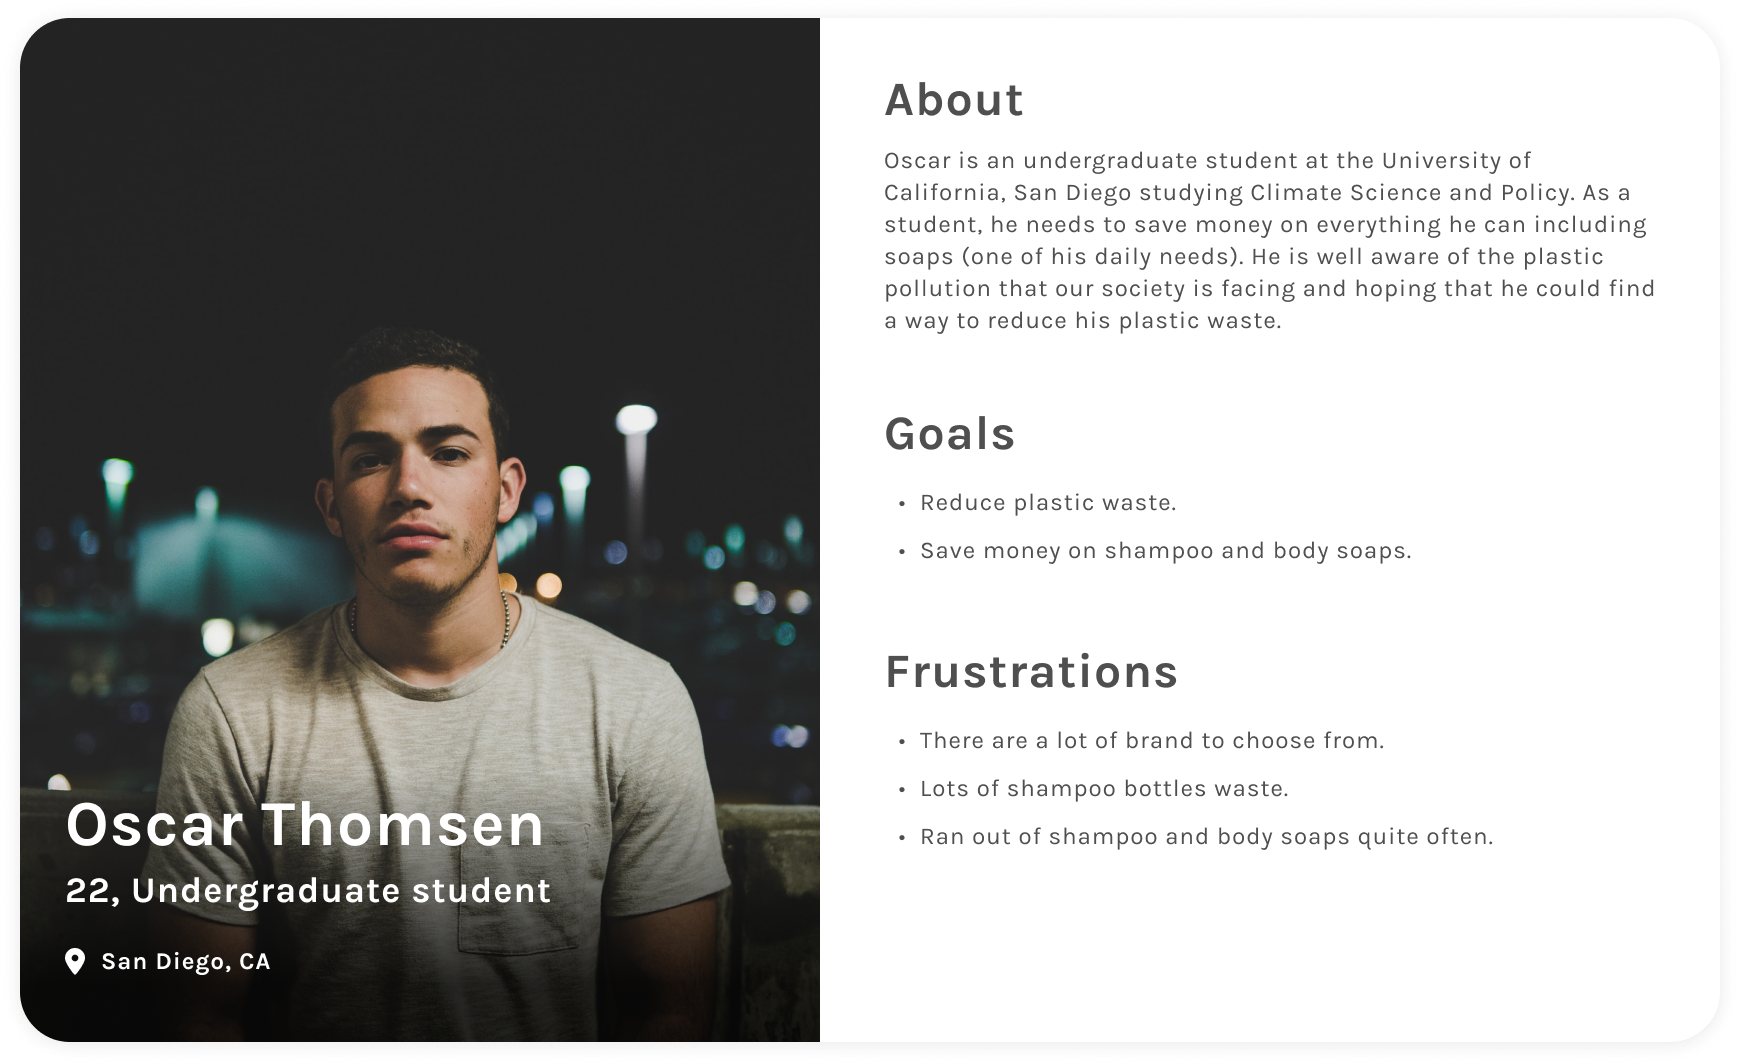 Oscar Thomsen
22, Undergraduate student
San Diego, CA
About
Oscar is an undergraduate student at the University of
California, San Diego studying Climate Science and Policy. As a
student, he needs to save money on everything he can including
soaps (one of his daily needs). He is well aware of the plastic
pollution that our society is facing and hoping that he could find
a way to reduce his plastic waste.
Goals
• Reduce plastic waste.
• Save money on shampoo and body soaps.
Frustrations
• There are a lot of brand to choose from.
• Lots of shampoo bottles waste.
• Ran out of shampoo and body soaps quite often.